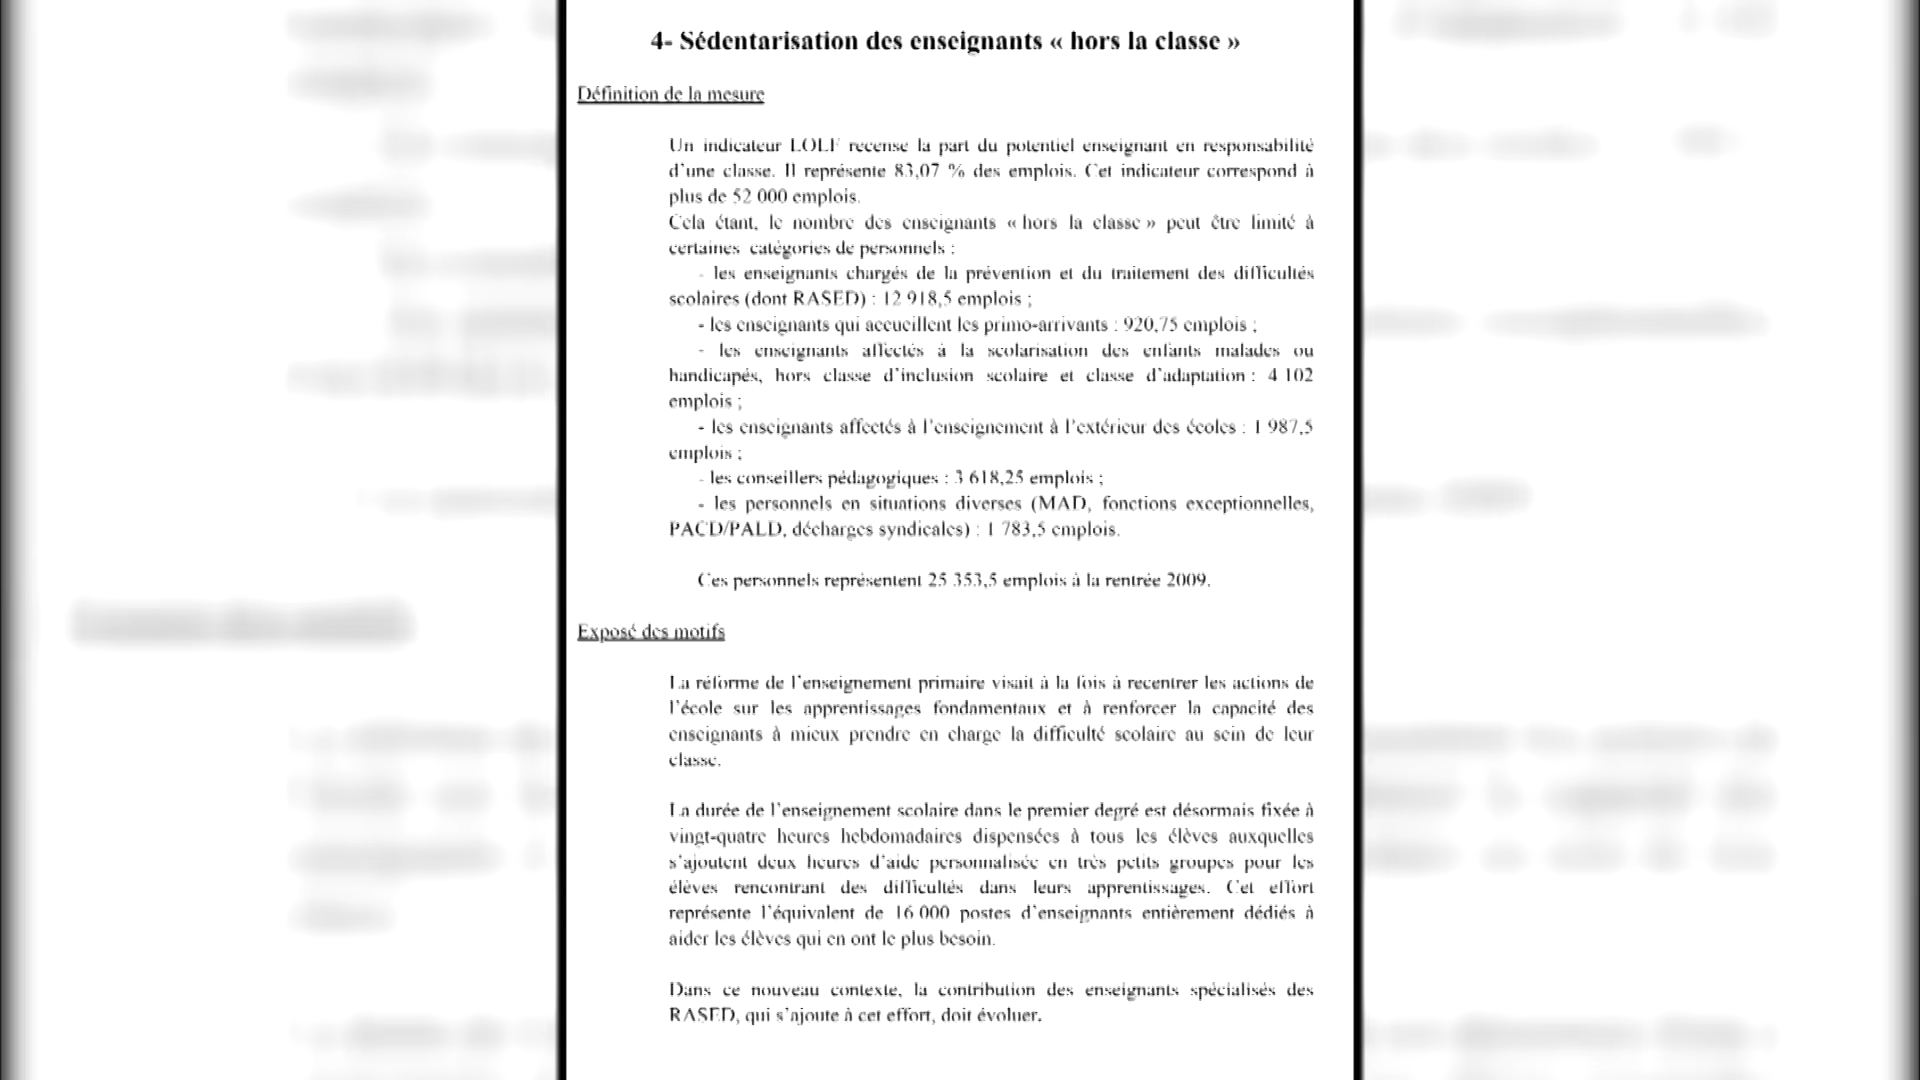 4- Sédentarisation des enseignants « hors la classe »
Définition de la mesure
Un indicateur LOLF recense la part du potentiel enseignant en responsabilité
d'une classe. Il représente 83,07 % des emplois. Cet indicateur correspond à
plus de 52 000 emplois.
Cela étant, le nombre des enseignants « hors la classe » peut être limité à
certaines catégories de personnels :
- les enseignants chargés de la prévention et du traitement des difficultés
scolaires (dont RASED) : 12 918,5 emplois ;
- les enseignants qui accueillent les primo-arrivants : 920,75 emplois ;
- les enseignants affectés à la scolarisation des enfants malades ou
handicapés, hors classe d'inclusion scolaire et classe d'adaptation : 4 102
emplois ;
- les enseignants affectés à l'enseignement à l'extérieur des écoles : 1 987,5
emplois ;
- les conseillers pédagogiques : 3 618,25 emplois ;
- les personnels en situations diverses (MAD, fonctions exceptionnelles,
PACD/PALD, décharges syndicales) : 1 783,5 emplois.
Ces personnels représentent 25 353,5 emplois à la rentrée 2009.
Exposé des motifs
La réforme de l'enseignement primaire visait à la fois à recentrer les actions de
l'école sur les apprentissages fondamentaux et à renforcer la capacité des
enseignants à mieux prendre en charge la difficulté scolaire au sein de leur
classe.
La durée de l'enseignement scolaire dans le premier degré est désormais fixée à
vingt-quatre heures hebdomadaires dispensées à tous les élèves auxquelles
s'ajoutent deux heures d'aide personnalisée en très petits groupes pour les
élèves rencontrant des difficultés dans leurs apprentissages. Cet effort
représente l'équivalent de 16 000 postes d'enseignants entièrement dédiés à
aider les élèves qui en ont le plus besoin.
Dans ce nouveau contexte, la contribution des enseignants spécialisés des
RASED, qui s'ajoute à cet effort, doit évoluer.